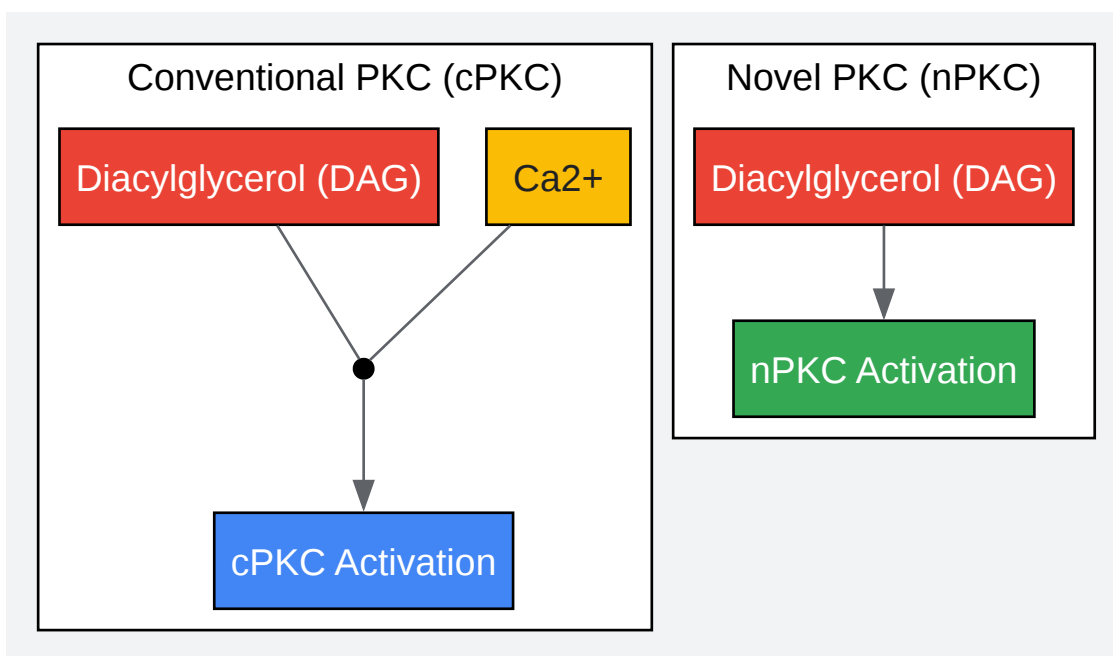 Conventional PKC (cPKC)
Diacylglycerol (DAG)
Ca2+
cPKC Activation
Novel PKC (nPKC)
Diacylglycerol (DAG)
nPKC Activation